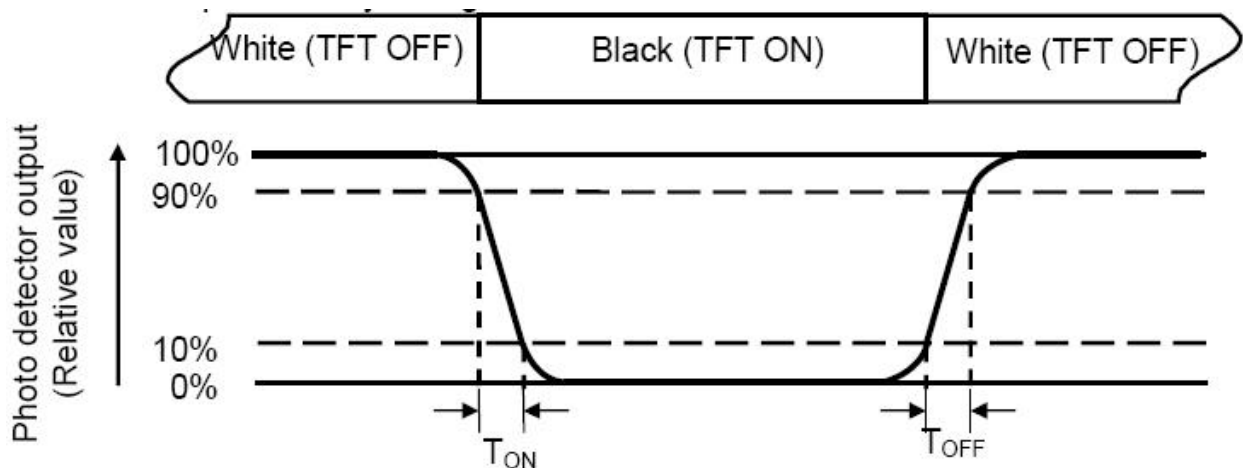 White (TFT OFF) Black (TFT ON) White (TFT OFF)
Photo detector output
(Relative value)
100%
90%
10%
0%
TON
TOFF